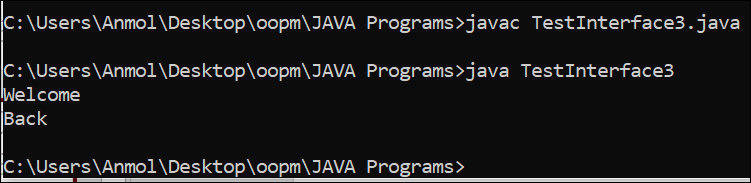 C:\Users\Anmol\Desktop\oopm\JAVA Programs>javac TestInterface3.java
C:\Users\Anmol\Desktop\oopm\JAVA Programs>java TestInterface3
Welcome
Back
C:\Users\Anmol\Desktop\oopm\JAVA Programs>